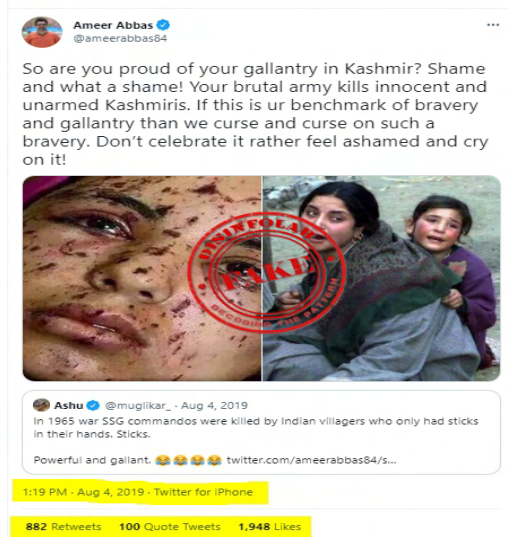 Ameer Abbas
@ameerabbas84
So are you proud of your gallantry in Kashmir? Shame
and what a shame! Your brutal army kills innocent and
unarmed Kashmiris. If this is ur benchmark of bravery
and gallantry than we curse and curse on such a
bravery. Don't celebrate it rather feel ashamed and cry
on it!
DISINFOLAB
FAKE
DECODING THE PATTERN
Ashu @muglikar_ · Aug 4, 2019
In 1965 war SSG commandos were killed by Indian villagers who only had sticks
in their hands. Sticks.
Powerful and gallant. 😂😂😂😂 twitter.com/ameerabbas84/s...
1:19 PM · Aug 4, 2019 · Twitter for iPhone
882 Retweets 100 Quote Tweets 1,948 Likes